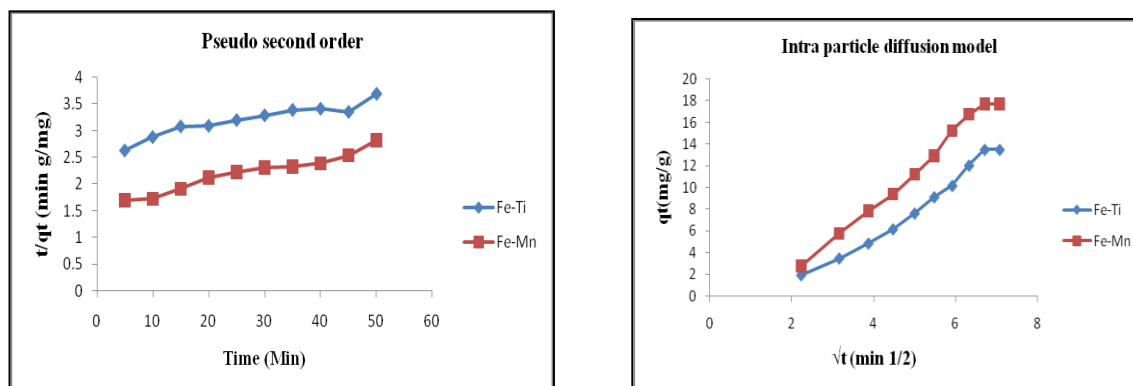 Pseudo second order
t/qt (min g/mg)
4
3.5
3
2.5
2
1.5
1
0.5
0
0 10 20 30 40 50 60
Time (Min)
Fe-Ti
Fe-Mn
Intra particle diffusion model
qt(mg/g)
20
18
16
14
12
10
8
6
4
2
0
0 2 4 6 8
√t (min 1/2)
Fe-Ti
Fe-Mn